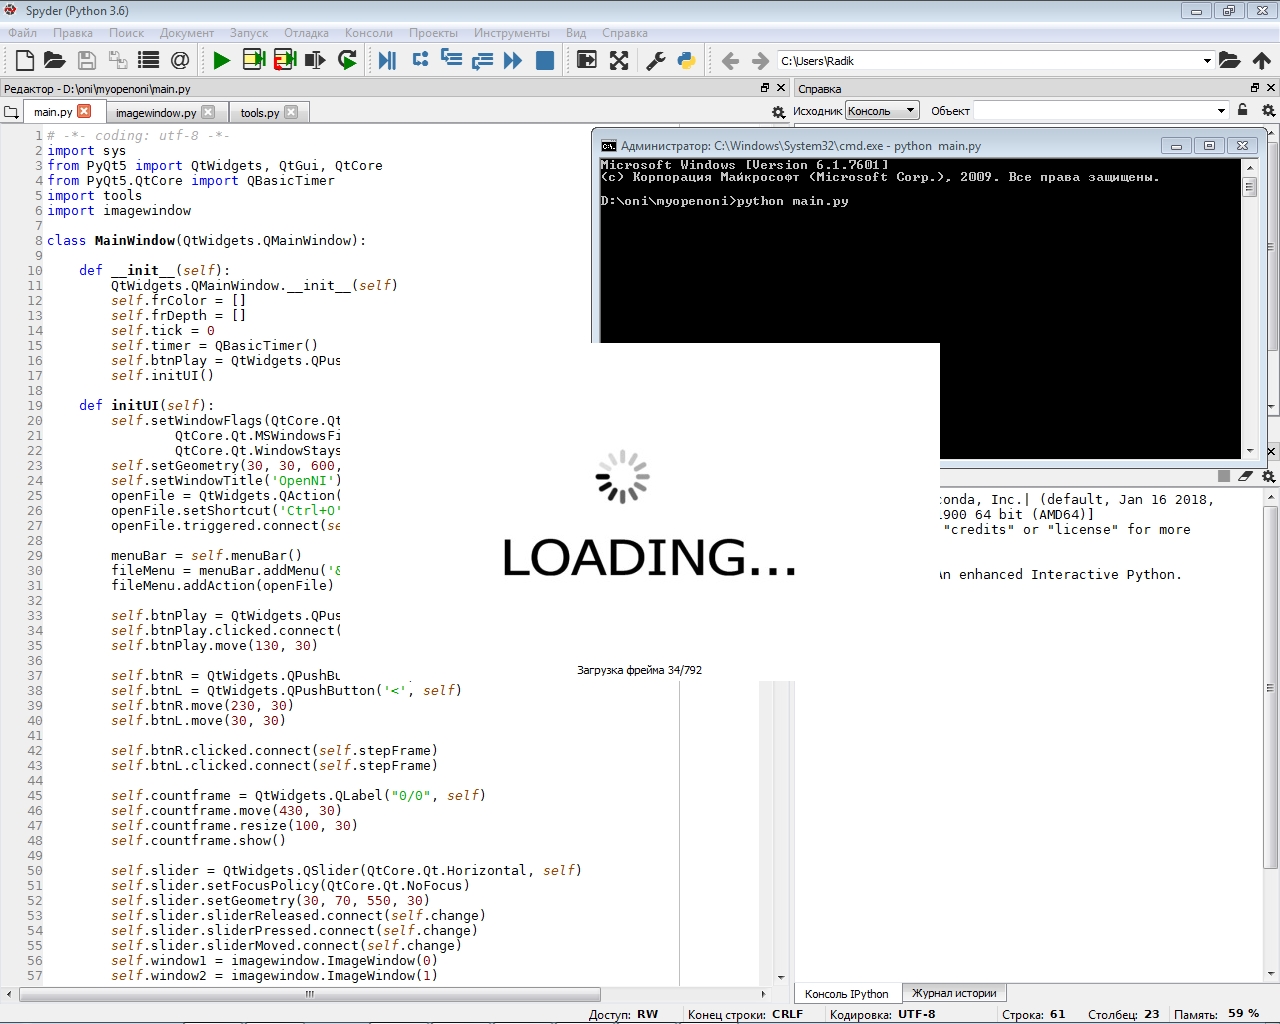 Spyder (Python 3.6)
Файл Правка Поиск Документ Запуск Отладка Консоли Проекты Инструменты Вид Справка
C:\Users\Radik
Редактор - D:\oni\myopenoni\main.py
Справка
main.py imagewindow.py tools.py
Исходник Консоль Объект
1 # -*- coding: utf-8 -*-
2 import sys
3 from PyQt5 import QtWidgets, QtGui, QtCore
4 from PyQt5.QtCore import QBasicTimer
5 import tools
6 import imagewindow
7
8 class MainWindow(QtWidgets.QMainWindow):
9
10 def __init__(self):
11 QtWidgets.QMainWindow.__init__(self)
12 self.frColor = []
13 self.frDepth = []
14 self.tick = 0
15 self.timer = QBasicTimer()
16 self.btnPlay = QtWidgets.QPus
17 self.initUI()
18
19 def initUI(self):
20 self.setWindowFlags(QtCore.Qt
21 QtCore.Qt.MSWindowsFi
22 QtCore.Qt.WindowStays
23 self.setGeometry(30, 30, 600,
24 self.setWindowTitle('OpenNI')
25 openFile = QtWidgets.QAction(
26 openFile.setShortcut('Ctrl+O'
27 openFile.triggered.connect(se
28
29 menuBar = self.menuBar()
30 fileMenu = menuBar.addMenu('&
31 fileMenu.addAction(openFile)
32
33 self.btnPlay = QtWidgets.QPus
34 self.btnPlay.clicked.connect(
35 self.btnPlay.move(130, 30)
36
37 self.btnR = QtWidgets.QPushBu
38 self.btnL = QtWidgets.QPushButton('<', self)
39 self.btnR.move(230, 30)
40 self.btnL.move(30, 30)
41
42 self.btnR.clicked.connect(self.stepFrame)
43 self.btnL.clicked.connect(self.stepFrame)
44
45 self.countframe = QtWidgets.QLabel("0/0", self)
46 self.countframe.move(430, 30)
47 self.countframe.resize(100, 30)
48 self.countframe.show()
49
50 self.slider = QtWidgets.QSlider(QtCore.Qt.Horizontal, self)
51 self.slider.setFocusPolicy(QtCore.Qt.NoFocus)
52 self.slider.setGeometry(30, 70, 550, 30)
53 self.slider.sliderReleased.connect(self.change)
54 self.slider.sliderPressed.connect(self.change)
55 self.slider.sliderMoved.connect(self.change)
56 self.window1 = imagewindow.ImageWindow(0)
57 self.window2 = imagewindow.ImageWindow(1)
Администратор: C:\Windows\System32\cmd.exe - python main.py
Microsoft Windows [Version 6.1.7601]
(c) Корпорация Майкрософт (Microsoft Corp.), 2009. Все права защищены.
D:\oni\myopenoni>python main.py
LOADING...
Загрузка фрейма 34/792
conda, Inc.| (default, Jan 16 2018,
1900 64 bit (AMD64)]
"credits" or "license" for more
An enhanced Interactive Python.
Консоль IPython Журнал истории
Доступ: RW Конец строки: CRLF Кодировка: UTF-8 Строка: 61 Столбец: 23 Память: 59 %